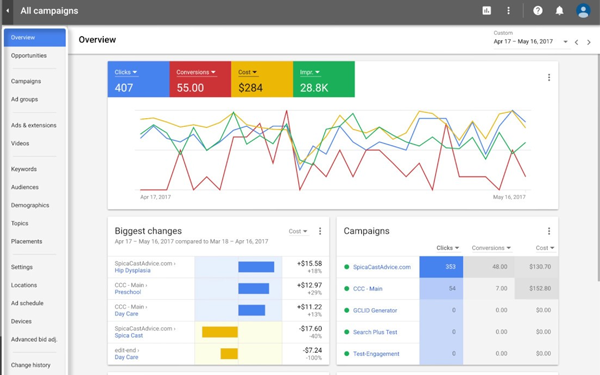 All campaigns
Overview
Opportunities
Campaigns
Ad groups
Ads & extensions
Videos
Keywords
Audiences
Demographics
Topics
Placements
Settings
Locations
Ad schedule
Devices
Advanced bid adj.
Change history
Overview
Custom
Apr 17 – May 16, 2017
Clicks Conversions Cost Impr.
407 55.00 $284 28.8K
Apr 17, 2017 May 16, 2017
Biggest changes Cost
Apr 17 – May 16, 2017 compared to Mar 18 – Apr 16, 2017
SpicaCastAdvice.com › +$15.58
Hip Dysplasia +18%
CCC - Main › +$12.97
Preschool +29%
CCC - Main › +$11.22
Day Care +13%
SpicaCastAdvice.com › -$17.60
Spica Cast -40%
edit-end › -$7.24
Day Care -100%
Campaigns
Clicks Conversions Cost
SpicaCastAdvice.com 353 48.00 $130.70
CCC - Main 54 7.00 $152.80
GCLIG Generator 0 0.00 $0.00
Search Plus Test 0 0.00 $0.00
Test-Engagement 0 0.00 $0.00